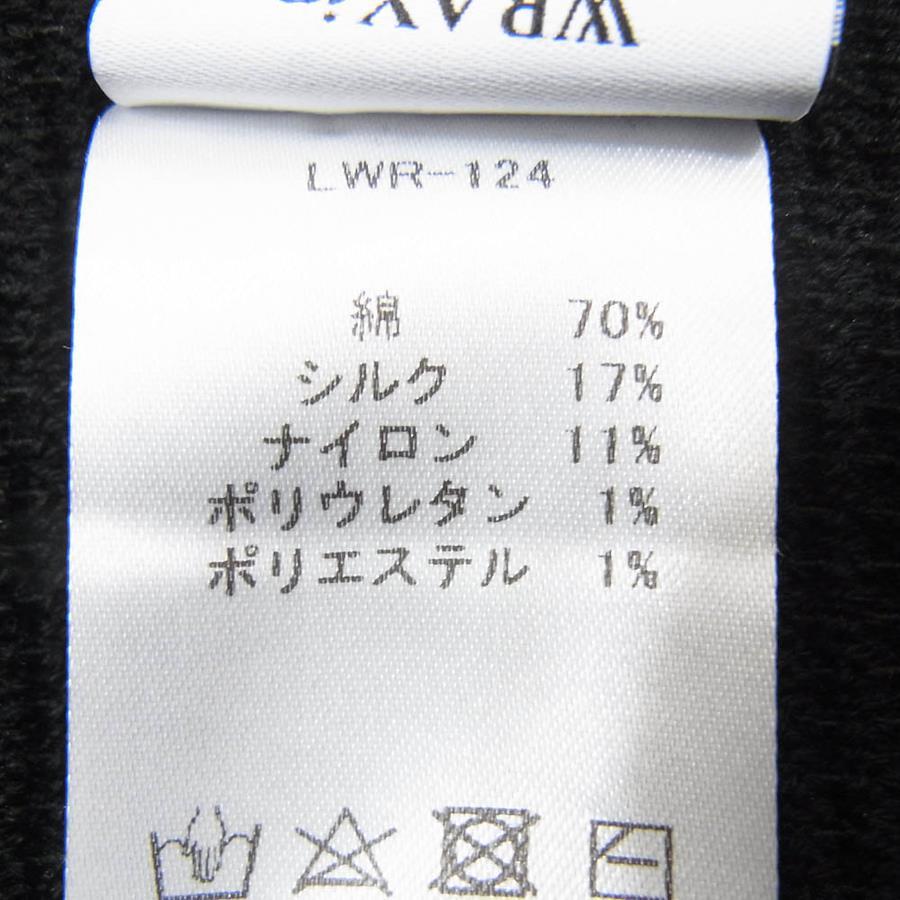 LWR-124
綿 70%
シルク 17%
ナイロン 11%
ポリウレタン 1%
ポリエステル 1%